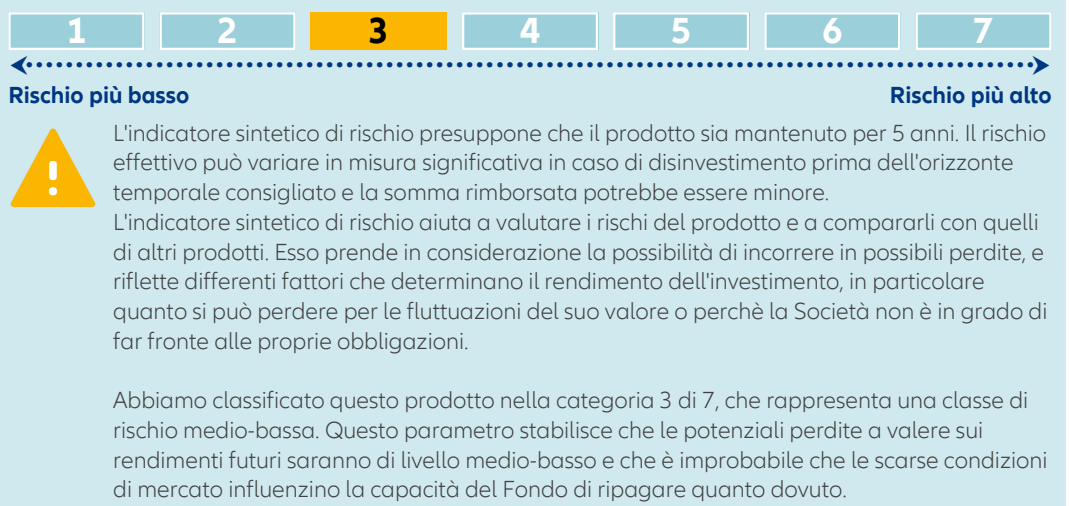 1 2 3 4 5 6 7
Rischio più basso Rischio più alto
L'indicatore sintetico di rischio presuppone che il prodotto sia mantenuto per 5 anni. Il rischio
effettivo può variare in misura significativa in caso di disinvestimento prima dell'orizzonte
temporale consigliato e la somma rimborsata potrebbe essere minore.
L'indicatore sintetico di rischio aiuta a valutare i rischi del prodotto e a compararli con quelli
di altri prodotti. Esso prende in considerazione la possibilità di incorrere in possibili perdite, e
riflette differenti fattori che determinano il rendimento dell'investimento, in particolare
quanto si può perdere per le fluttuazioni del suo valore o perchè la Società non è in grado di
far fronte alle proprie obbligazioni.
Abbiamo classificato questo prodotto nella categoria 3 di 7, che rappresenta una classe di
rischio medio-bassa. Questo parametro stabilisce che le potenziali perdite a valere sui
rendimenti futuri saranno di livello medio-basso e che è improbabile che le scarse condizioni
di mercato influenzino la capacità del Fondo di ripagare quanto dovuto.